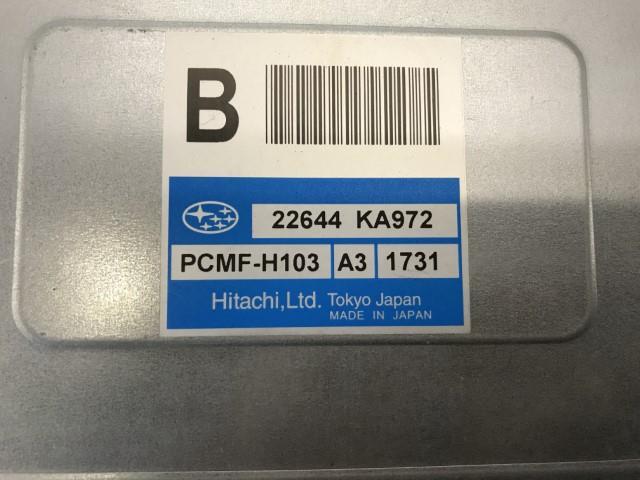 B
22644 KA972
PCMF-H103 A3 1731
Hitachi,Ltd. Tokyo Japan
MADE IN JAPAN